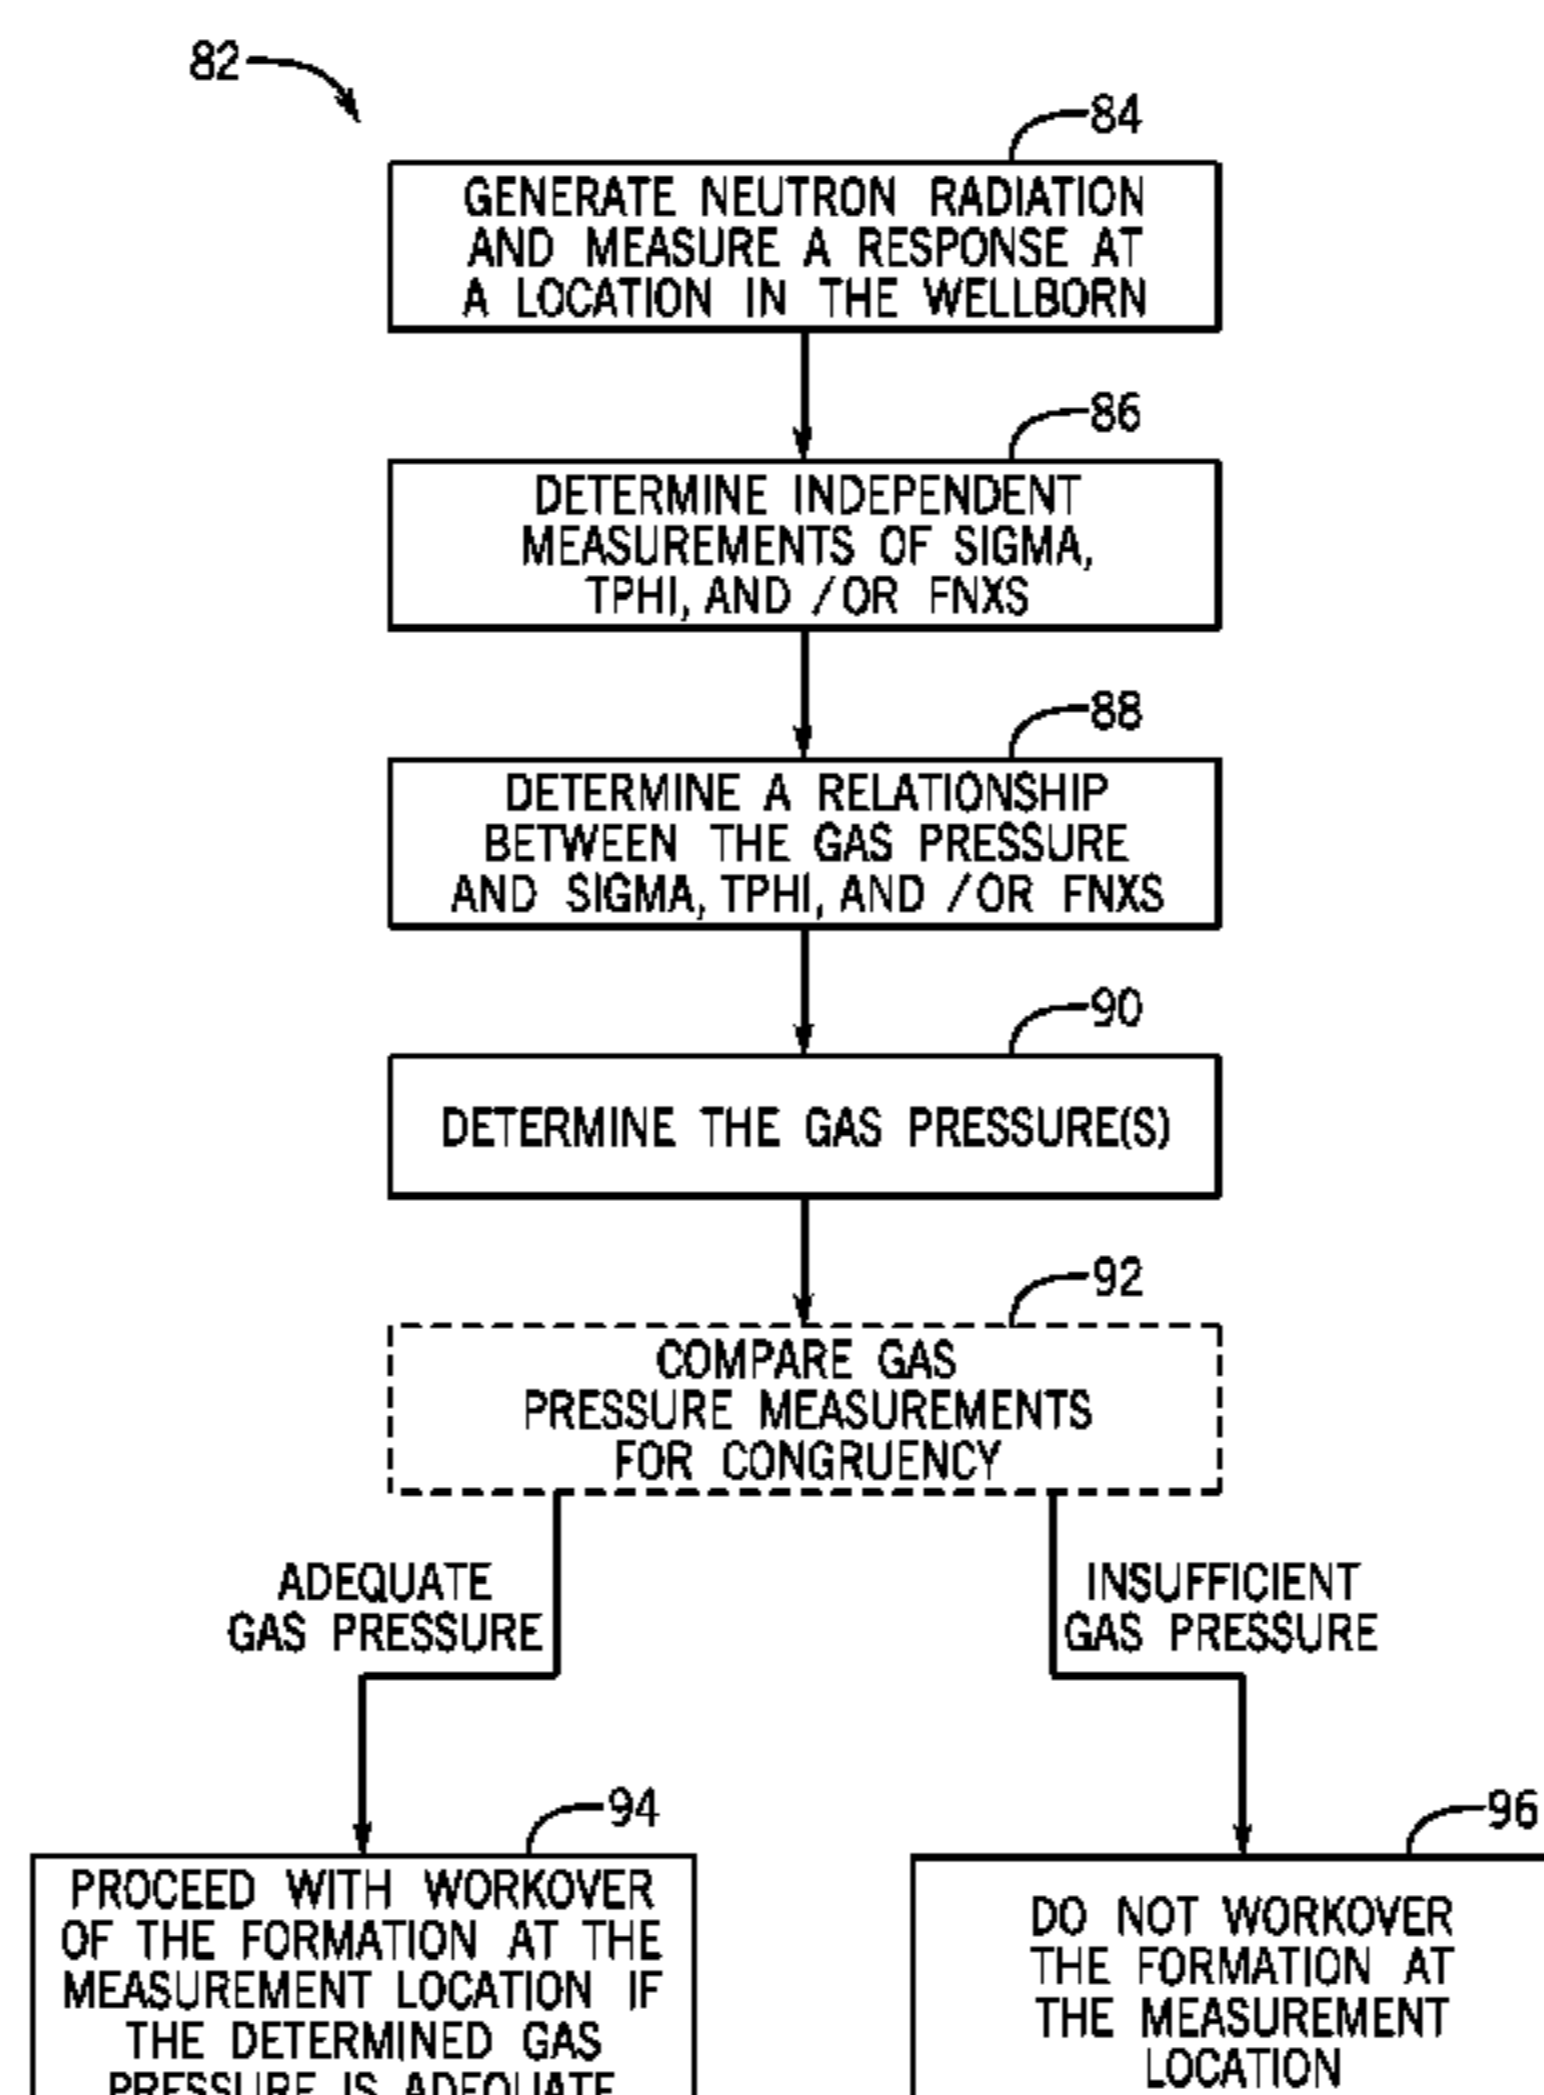 82
84
GENERATE NEUTRON RADIATION
AND MEASURE A RESPONSE AT
A LOCATION IN THE WELLBORN
86
DETERMINE INDEPENDENT
MEASUREMENTS OF SIGMA,
TPHI, AND /OR FNXS
88
DETERMINE A RELATIONSHIP
BETWEEN THE GAS PRESSURE
AND SIGMA, TPHI, AND /OR FNXS
90
DETERMINE THE GAS PRESSURE(S)
92
COMPARE GAS
PRESSURE MEASUREMENTS
FOR CONGRUENCY
ADEQUATE
GAS PRESSURE
INSUFFICIENT
GAS PRESSURE
94
PROCEED WITH WORKOVER
OF THE FORMATION AT THE
MEASUREMENT LOCATION IF
THE DETERMINED GAS
PRESSURE IS ADEQUATE
96
DO NOT WORKOVER
THE FORMATION AT
THE MEASUREMENT
LOCATION